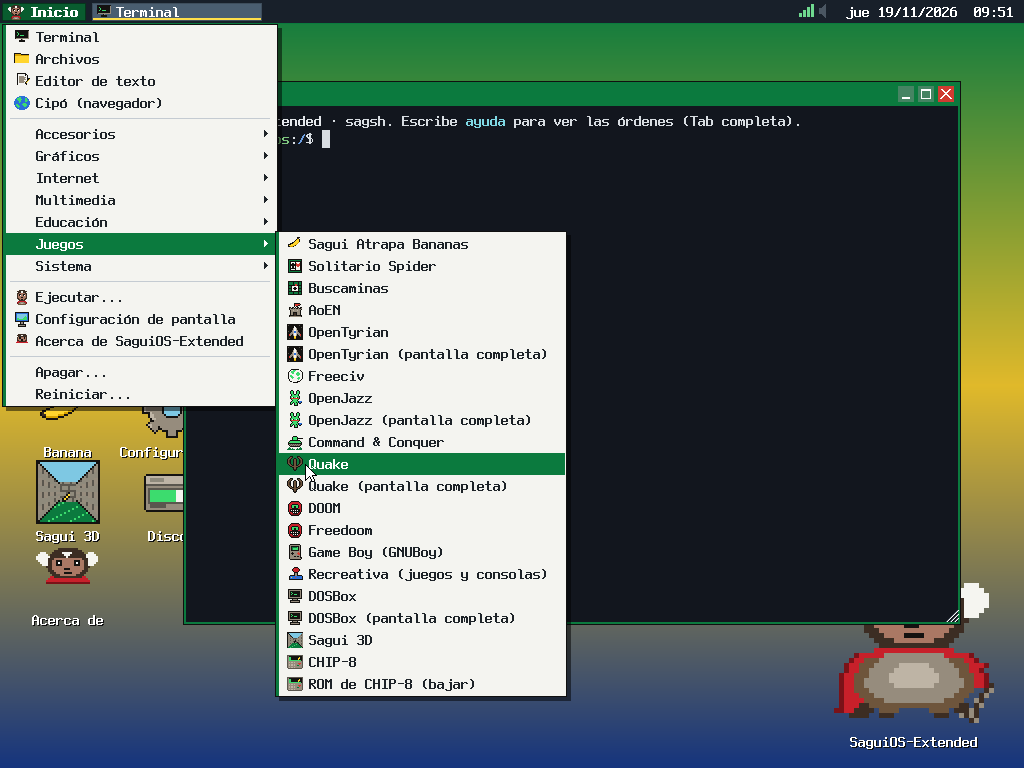 Inicio
Terminal
jue 19/11/2026 09:51
Terminal
Archivos
Editor de texto
Cipó (navegador)
Accesorios
Gráficos
Internet
Multimedia
Educación
Juegos
Sistema
Ejecutar...
Configuración de pantalla
Acerca de SaguiOS-Extended
Apagar...
Reiniciar...
Sagui Atrapa Bananas
Solitario Spider
Buscaminas
AoEN
OpenTyrian
OpenTyrian (pantalla completa)
Freeciv
OpenJazz
OpenJazz (pantalla completa)
Command & Conquer
Quake
Quake (pantalla completa)
DOOM
Freedoom
Game Boy (GNUBoy)
Recreativa (juegos y consolas)
DOSBox
DOSBox (pantalla completa)
Sagui 3D
CHIP-8
ROM de CHIP-8 (bajar)
tended · sagsh. Escribe ayuda para ver las órdenes (Tab completa).
s:/$
Banana
Configur
Sagui 3D
Disc
Acerca de
SaguiOS-Extended